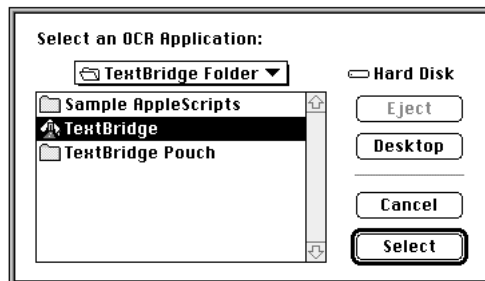 Select an OCR Application:
TextBridge Folder
Hard Disk
Sample AppleScripts
TextBridge
TextBridge Pouch
Eject
Desktop
Cancel
Select